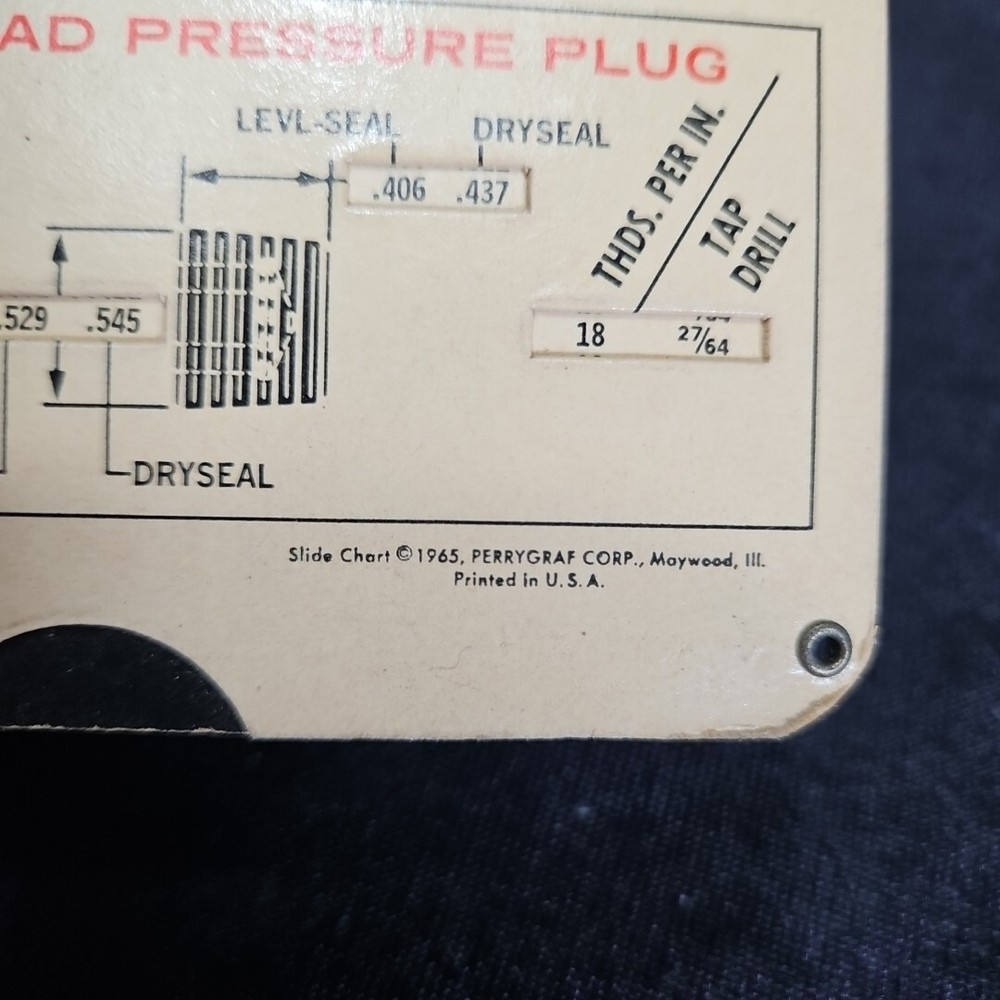 AD PRESSURE PLUG
LEVL-SEAL DRYSEAL
.406 .437
THDS. PER IN.
TAP
DRILL
.529 .545
18 27/64
DRYSEAL
Slide Chart © 1965, PERRYGRAF CORP., Maywood, Ill.
Printed in U. S. A.